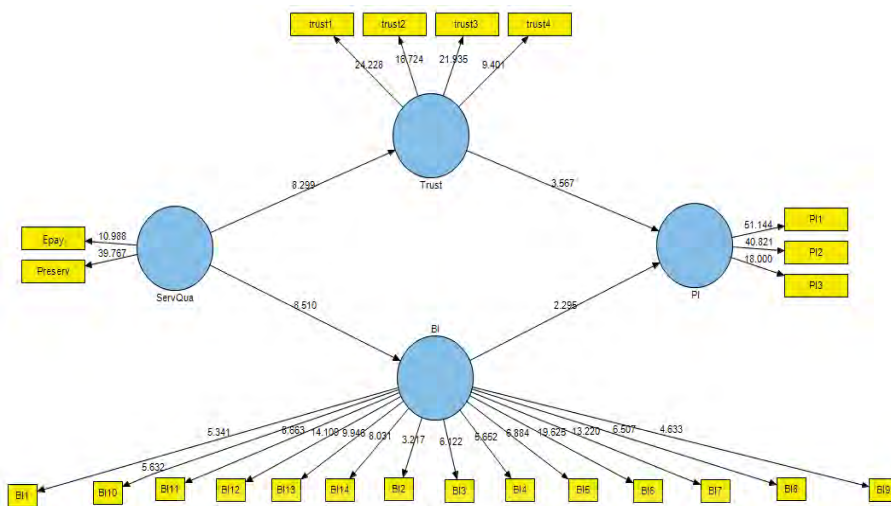 trust1 trust2 trust3 trust4
24.228 18.724 21.935 9.401
Trust
8.299 3.567
Epay 10.988
Preserv 39.767
ServQua
51.144 PI1
40.821 PI2
18.000 PI3
PI
8.510 2.295
BI
5.341 5.632 8.663 14.109 9.946 8.031 3.217 6.122 5.652 6.884 19.625 13.220 6.507 4.633
BI1 BI10 BI11 BI12 BI13 BI14 BI2 BI3 BI4 BI5 BI6 BI7 BI8 BI9